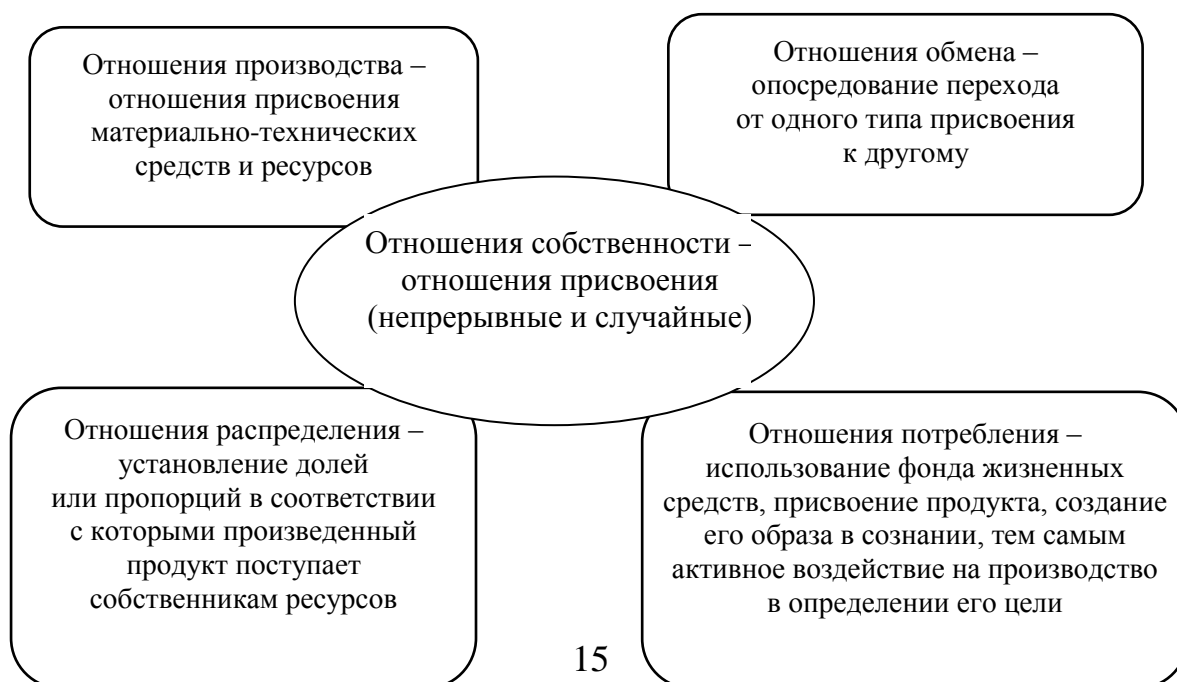 Отношения производства –
отношения присвоения
материально-технических
средств и ресурсов
Отношения обмена –
опосредование перехода
от одного типа присвоения
к другому
Отношения собственности –
отношения присвоения
(непрерывные и случайные)
Отношения распределения –
установление долей
или пропорций в соответствии
с которыми произведенный
продукт поступает
собственникам ресурсов
Отношения потребления –
использование фонда жизненных
средств, присвоение продукта, создание
его образа в сознании, тем самым
активное воздействие на производство
в определении его цели
15